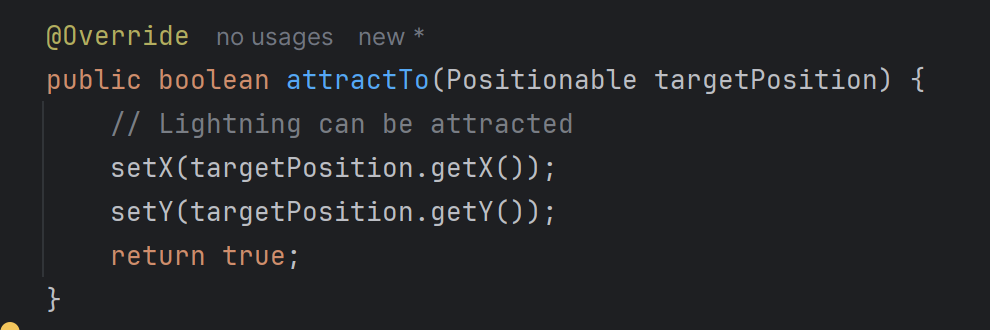 @Override no usages new *
public boolean attractTo(Positionable targetPosition) {
// Lightning can be attracted
setX(targetPosition.getX());
setY(targetPosition.getY());
return true;
}